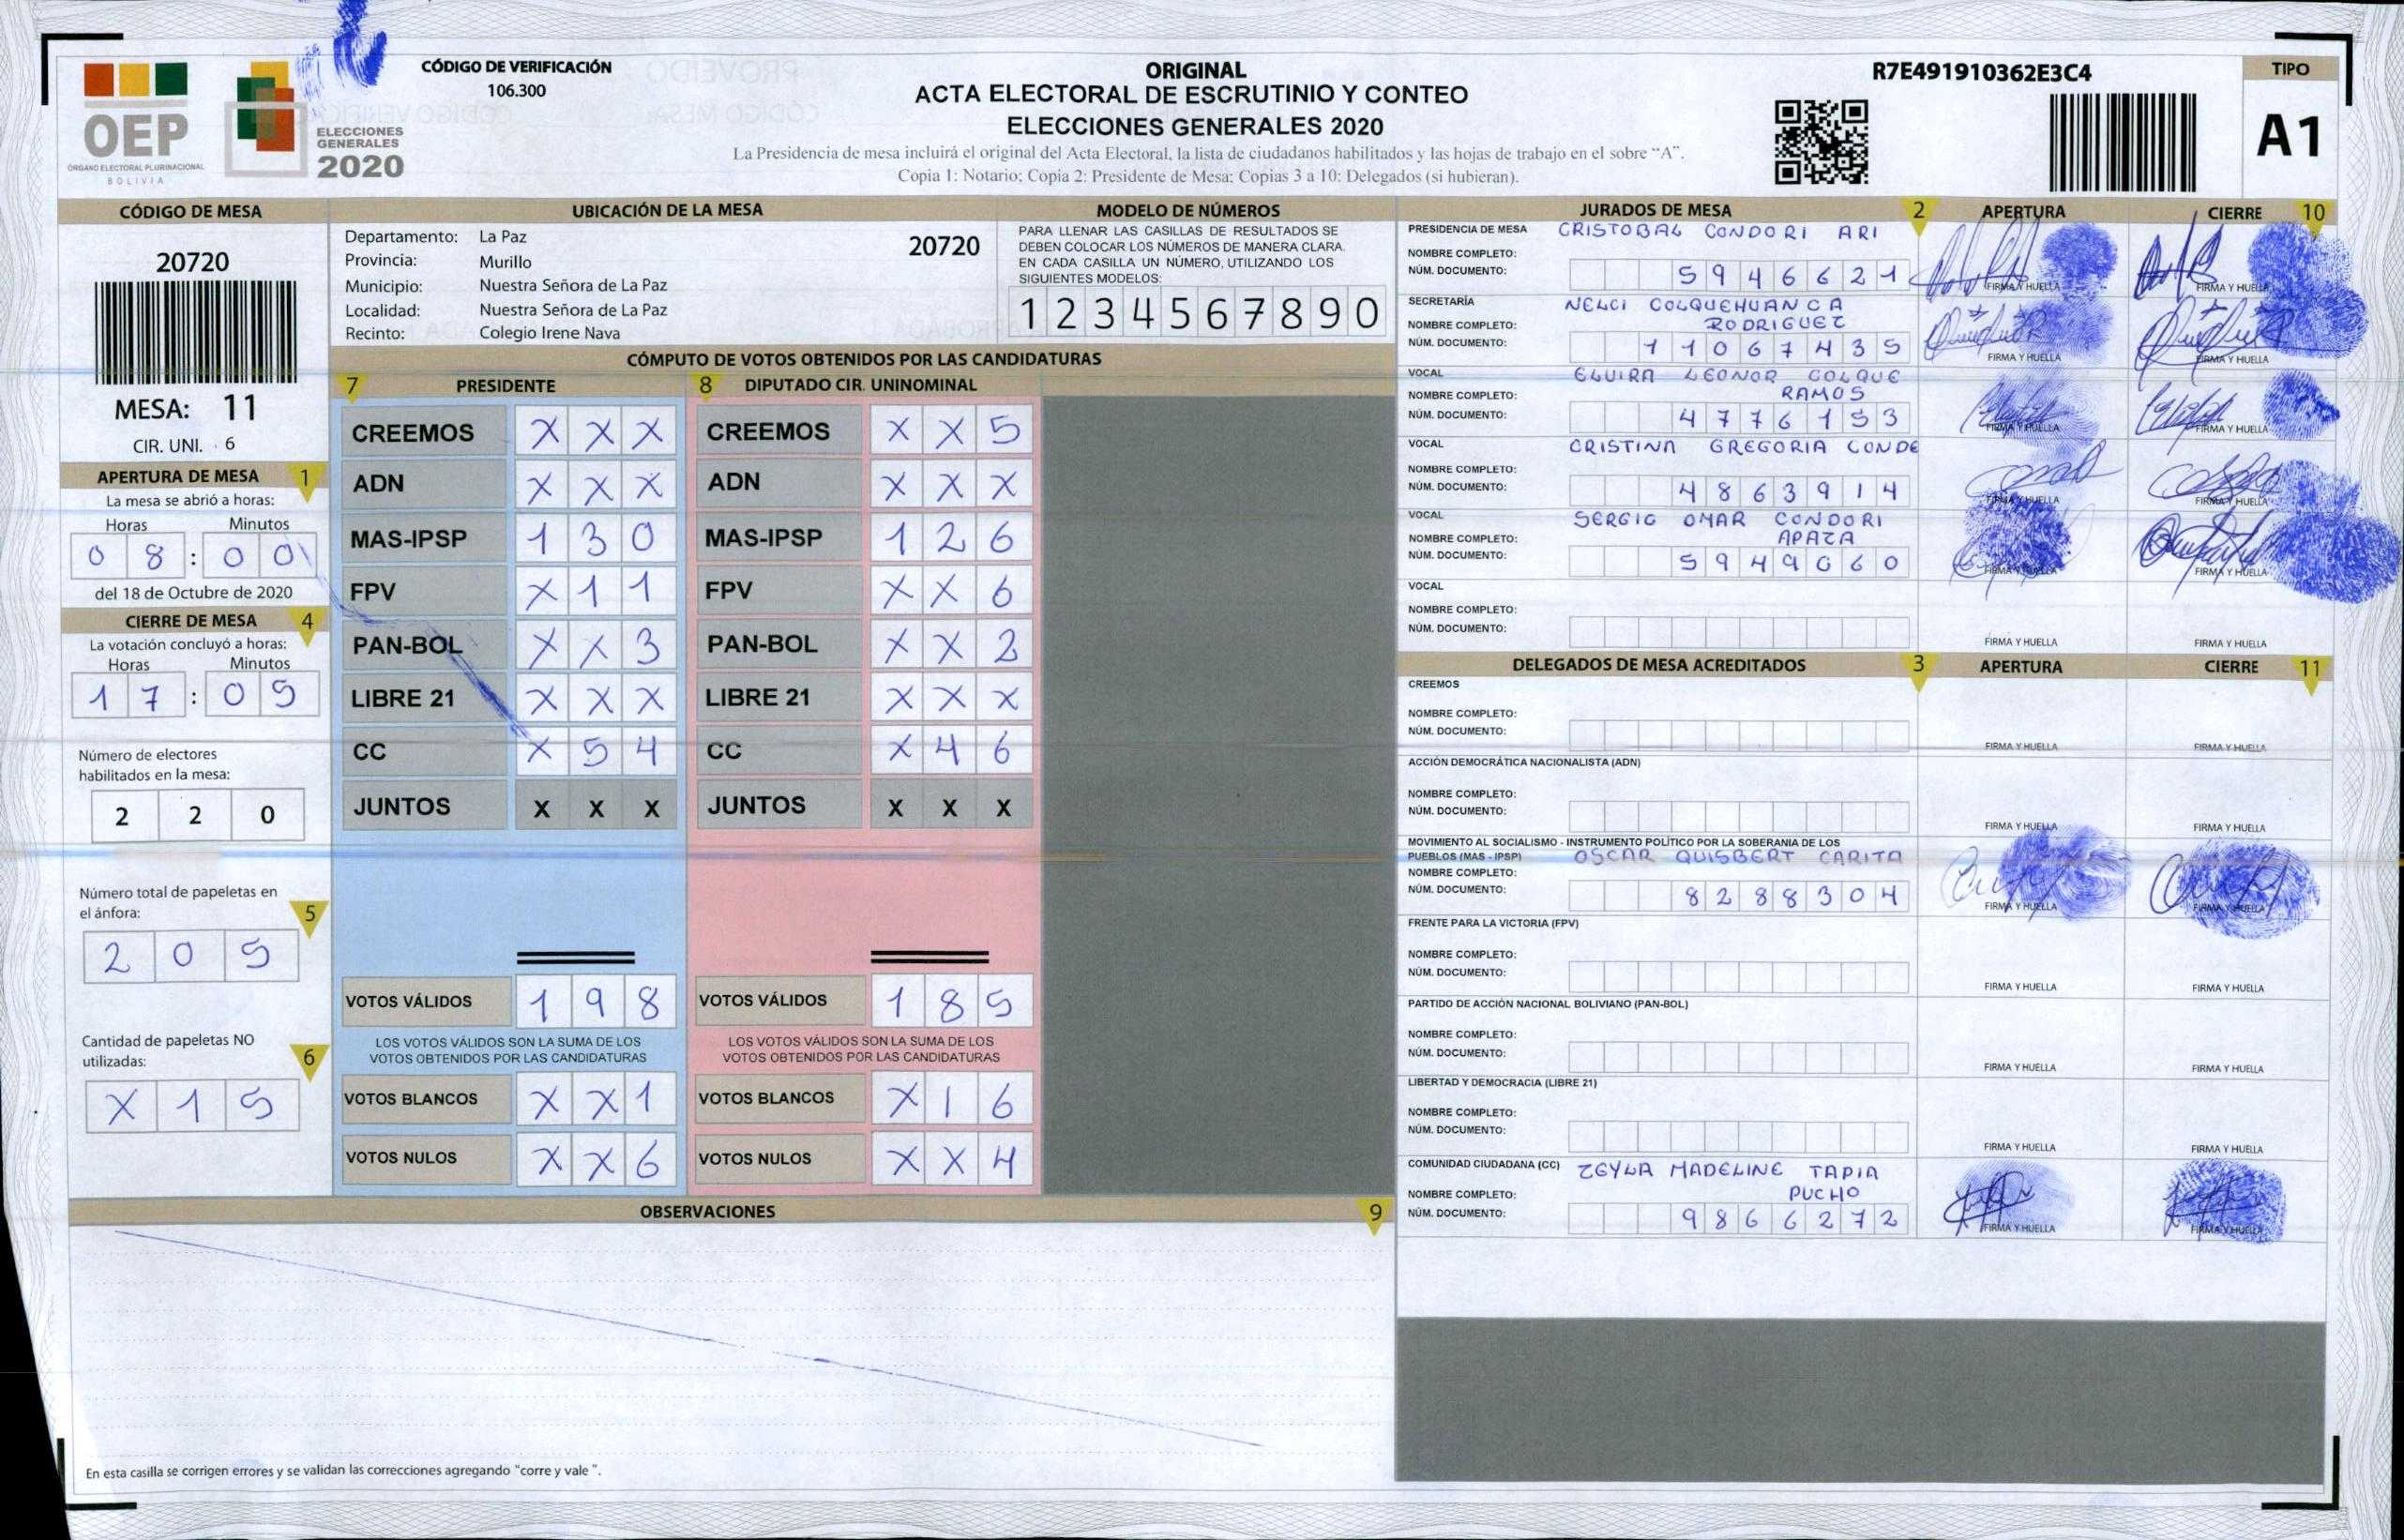 OEP
ÓRGANO ELECTORAL PLURINACIONAL
BOLIVIA
ELECCIONES
GENERALES
2020
CÓDIGO DE VERIFICACIÓN
106.300
ORIGINAL
ACTA ELECTORAL DE ESCRUTINIO Y CONTEO
ELECCIONES GENERALES 2020
La Presidencia de mesa incluirá el original del Acta Electoral, la lista de ciudadanos habilitados y las hojas de trabajo en el sobre “A”.
Copia 1: Notario; Copia 2: Presidente de Mesa; Copias 3 a 10: Delegados (si hubieran).
R7E491910362E3C4
TIPO
A1
CÓDIGO DE MESA
20720
MESA: 11
CIR. UNI. 6
APERTURA DE MESA 1
La mesa se abrió a horas:
Horas Minutos
0 8 : 0 0
del 18 de Octubre de 2020
CIERRE DE MESA 4
La votación concluyó a horas:
Horas Minutos
1 7 : 0 5
Número de electores
habilitados en la mesa:
2 2 0
Número total de papeletas en
el ánfora: 5
2 0 5
Cantidad de papeletas NO
utilizadas: 6
X 1 5
UBICACIÓN DE LA MESA
Departamento: La Paz 20720
Provincia: Murillo
Municipio: Nuestra Señora de La Paz
Localidad: Nuestra Señora de La Paz
Recinto: Colegio Irene Nava
MODELO DE NÚMEROS
PARA LLENAR LAS CASILLAS DE RESULTADOS SE
DEBEN COLOCAR LOS NÚMEROS DE MANERA CLARA.
EN CADA CASILLA UN NÚMERO, UTILIZANDO LOS
SIGUIENTES MODELOS:
1 2 3 4 5 6 7 8 9 0
CÓMPUTO DE VOTOS OBTENIDOS POR LAS CANDIDATURAS
7 PRESIDENTE
CREEMOS X X X
ADN X X X
MAS-IPSP 1 3 0
FPV X 1 1
PAN-BOL X X 3
LIBRE 21 X X X
CC X 5 4
JUNTOS X X X
VOTOS VÁLIDOS 1 9 8
LOS VOTOS VÁLIDOS SON LA SUMA DE LOS
VOTOS OBTENIDOS POR LAS CANDIDATURAS
VOTOS BLANCOS X X 1
VOTOS NULOS X X 6
8 DIPUTADO CIR. UNINOMINAL
CREEMOS X X 5
ADN X X X
MAS-IPSP 1 2 6
FPV X X 6
PAN-BOL X X 2
LIBRE 21 X X X
CC X 4 6
JUNTOS X X X
VOTOS VÁLIDOS 1 8 5
LOS VOTOS VÁLIDOS SON LA SUMA DE LOS
VOTOS OBTENIDOS POR LAS CANDIDATURAS
VOTOS BLANCOS X 1 6
VOTOS NULOS X X 4
OBSERVACIONES 9
En esta casilla se corrigen errores y se validan las correcciones agregando "corre y vale ".
JURADOS DE MESA 2 APERTURA CIERRE 10
PRESIDENCIA DE MESA CRISTOBAL CONDORI ARI
NOMBRE COMPLETO:
NÚM. DOCUMENTO: 5 9 4 6 6 2 1
FIRMA Y HUELLA FIRMA Y HUELLA
SECRETARÍA NELCI COLQUEHUANCA
NOMBRE COMPLETO: RODRIGUEZ
NÚM. DOCUMENTO: 1 1 0 6 7 4 3 5
FIRMA Y HUELLA FIRMA Y HUELLA
VOCAL ELVIRA LEONOR COLQUE
NOMBRE COMPLETO: RAMOS
NÚM. DOCUMENTO: 4 7 7 6 1 5 3
FIRMA Y HUELLA FIRMA Y HUELLA
VOCAL CRISTINA GREGORIA CONDE
NOMBRE COMPLETO:
NÚM. DOCUMENTO: 4 8 6 3 9 1 4
FIRMA Y HUELLA FIRMA Y HUELLA
VOCAL SERGIO OMAR CONDORI
NOMBRE COMPLETO: APAZA
NÚM. DOCUMENTO: 5 9 4 9 0 6 0
FIRMA Y HUELLA FIRMA Y HUELLA
VOCAL
NOMBRE COMPLETO:
NÚM. DOCUMENTO:
FIRMA Y HUELLA FIRMA Y HUELLA
DELEGADOS DE MESA ACREDITADOS 3 APERTURA CIERRE 11
CREEMOS
NOMBRE COMPLETO:
NÚM. DOCUMENTO:
FIRMA Y HUELLA FIRMA Y HUELLA
ACCIÓN DEMOCRÁTICA NACIONALISTA (ADN)
NOMBRE COMPLETO:
NÚM. DOCUMENTO:
FIRMA Y HUELLA FIRMA Y HUELLA
MOVIMIENTO AL SOCIALISMO - INSTRUMENTO POLÍTICO POR LA SOBERANIA DE LOS
PUEBLOS (MAS - IPSP) OSCAR QUISBERT CARITA
NOMBRE COMPLETO:
NÚM. DOCUMENTO: 8 2 8 8 3 0 4
FIRMA Y HUELLA FIRMA Y HUELLA
FRENTE PARA LA VICTORIA (FPV)
NOMBRE COMPLETO:
NÚM. DOCUMENTO:
FIRMA Y HUELLA FIRMA Y HUELLA
PARTIDO DE ACCIÓN NACIONAL BOLIVIANO (PAN-BOL)
NOMBRE COMPLETO:
NÚM. DOCUMENTO:
FIRMA Y HUELLA FIRMA Y HUELLA
LIBERTAD Y DEMOCRACIA (LIBRE 21)
NOMBRE COMPLETO:
NÚM. DOCUMENTO:
FIRMA Y HUELLA FIRMA Y HUELLA
COMUNIDAD CIUDADANA (CC) ZEYLA MADELINE TAPIA
NOMBRE COMPLETO: PUCHO
NÚM. DOCUMENTO: 9 8 6 6 2 7 2
FIRMA Y HUELLA FIRMA Y HUELLA